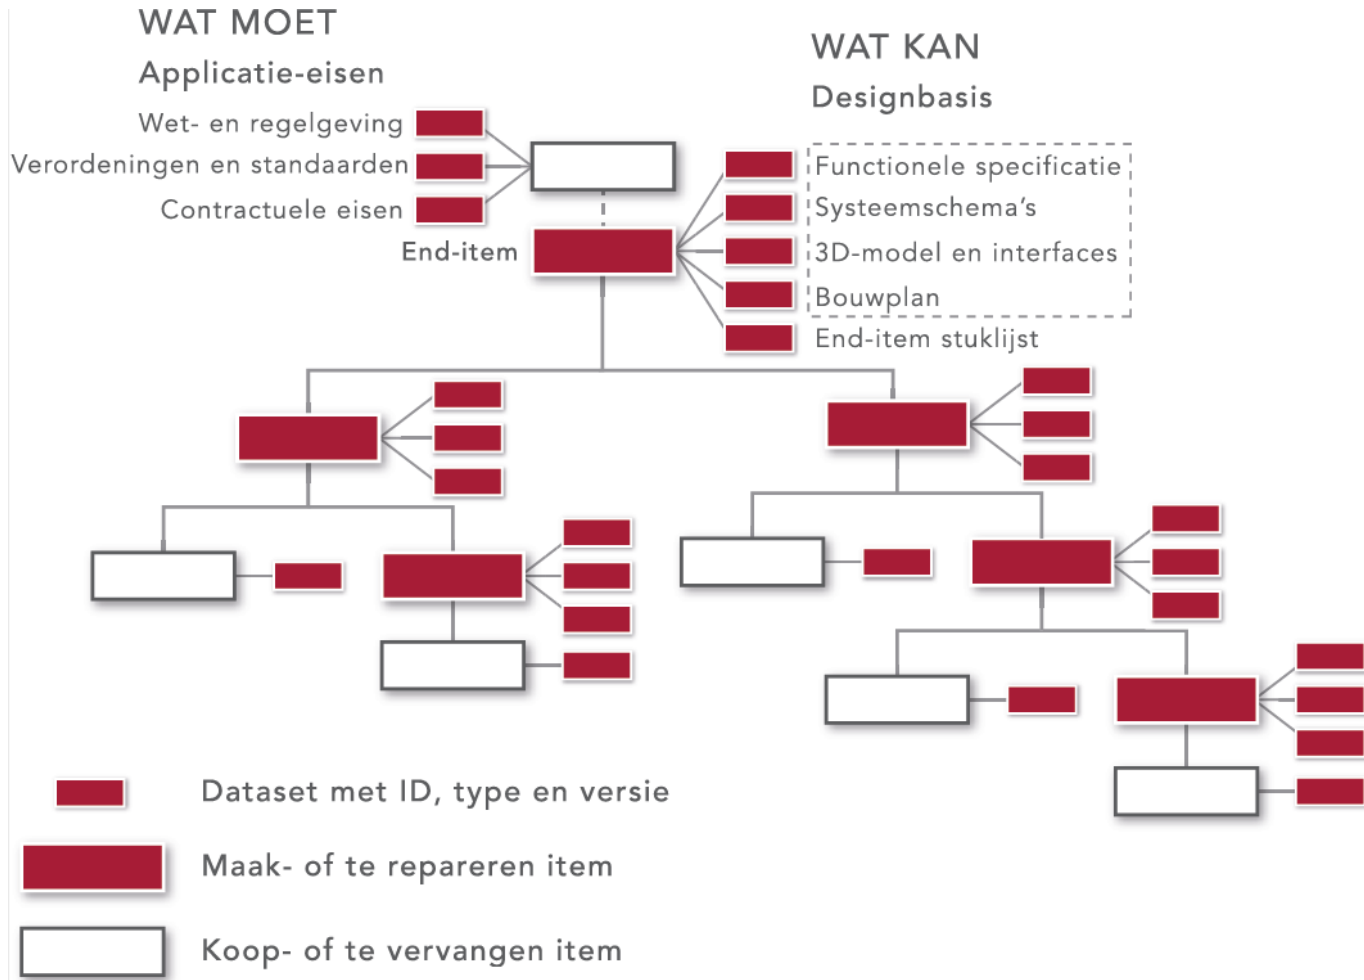 WAT MOET
Applicatie-eisen
Wet- en regelgeving
Verordeningen en standaarden
Contractuele eisen
End-item
WAT KAN
Designbasis
Functionele specificatie
Systeemschema's
3D-model en interfaces
Bouwplan
End-item stuklijst
Dataset met ID, type en versie
Maak- of te repareren item
Koop- of te vervangen item